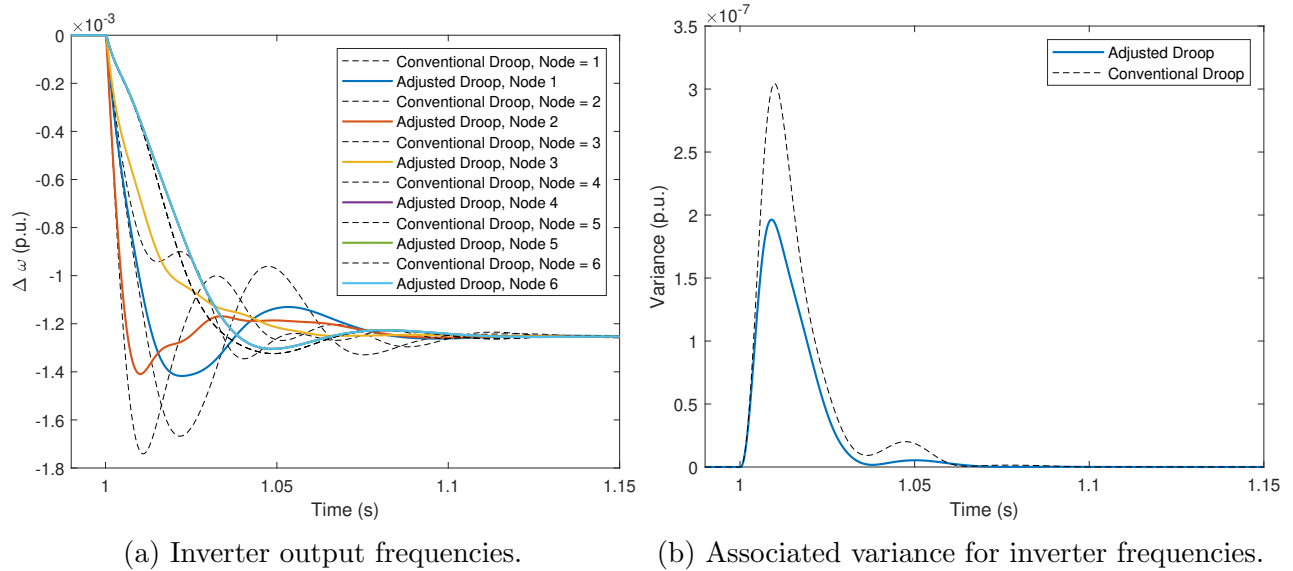 ×10⁻³
0
-0.2
-0.4
-0.6
-0.8
-1
-1.2
-1.4
-1.6
-1.8
Δ ω (p.u.)
1
1.05
1.1
1.15
Time (s)
Conventional Droop, Node = 1
Adjusted Droop, Node 1
Conventional Droop, Node = 2
Adjusted Droop, Node 2
Conventional Droop, Node = 3
Adjusted Droop, Node 3
Conventional Droop, Node = 4
Adjusted Droop, Node 4
Conventional Droop, Node = 5
Adjusted Droop, Node 5
Conventional Droop, Node = 6
Adjusted Droop, Node 6
(a) Inverter output frequencies.
×10⁻⁷
3.5
3
2.5
2
1.5
1
0.5
0
Variance (p.u.)
1
1.05
1.1
1.15
Time (s)
Adjusted Droop
Conventional Droop
(b) Associated variance for inverter frequencies.